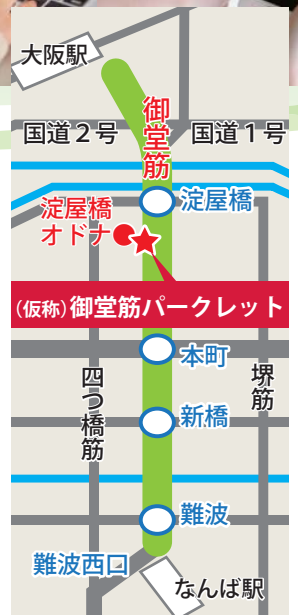 大阪駅
御堂筋
国道2号
国道1号
淀屋橋
淀屋橋
オドナ
(仮称)御堂筋パークレット
本町
四つ橋筋
堺筋
新橋
難波
難波西口
なんば駅